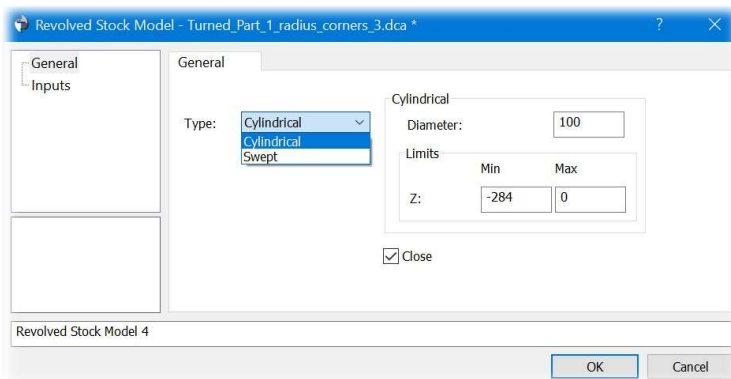 Revolved Stock Model - Turned_Part_1_radius_corners_3.dca *
?
General
Inputs
General
Type:
Cylindrical
Cylindrical
Swept
Cylindrical
Diameter:
100
Limits
Min
Max
Z:
-284
0
Close
Revolved Stock Model 4
OK
Cancel